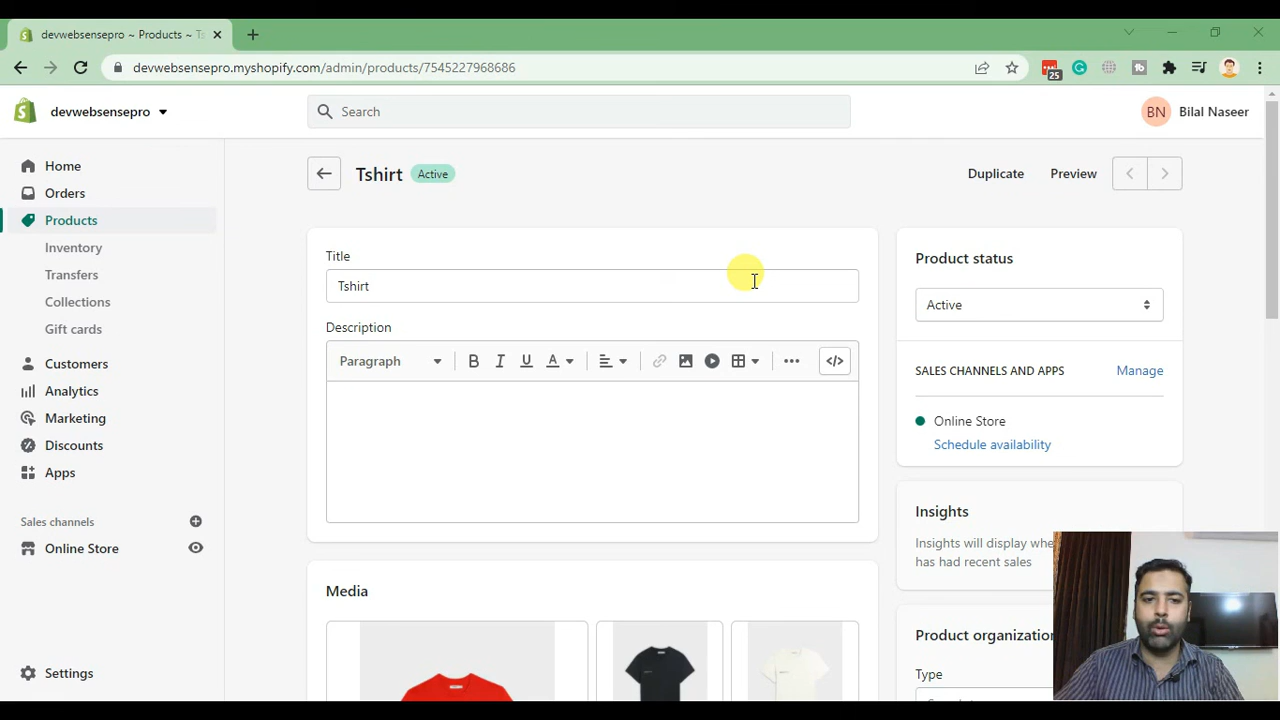 devwebsensepro ~ Products ~ Ts
devwebsensepro.myshopify.com/admin/products/7545227968686
25
devwebsensepro
Search
BN Bilal Naseer
Home
Orders
Products
Inventory
Transfers
Collections
Gift cards
Customers
Analytics
Marketing
Discounts
Apps
Sales channels
Online Store
Settings
Tshirt Active
Duplicate Preview
Title
Tshirt
Description
Paragraph B I U A </>
Media
Product status
Active
SALES CHANNELS AND APPS Manage
Online Store
Schedule availability
Insights
Insights will display whe
has had recent sales
Product organization
Type